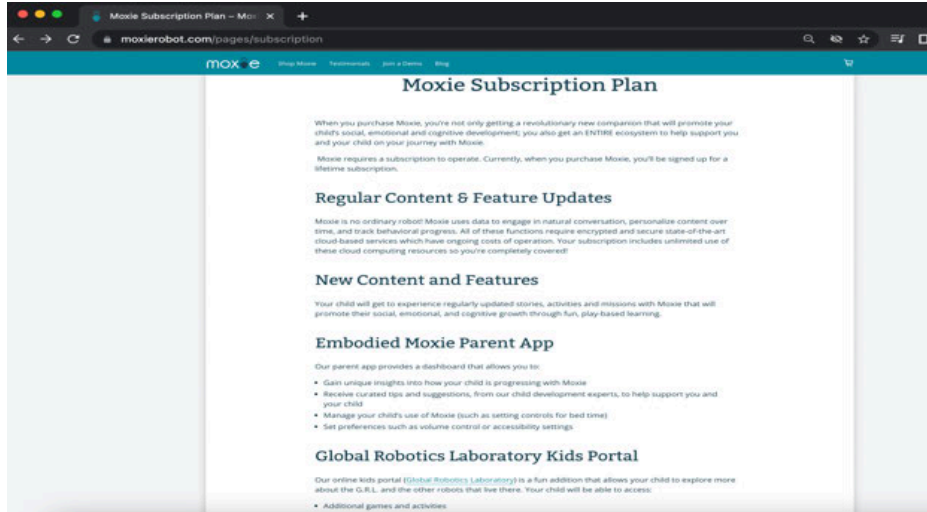 Moxie Subscription Plan – Mo
moxierobot.com/pages/subscription
moxie Shop Moxie Testimonials Join a Demo Blog
Moxie Subscription Plan
When you purchase Moxie, you're not only getting a revolutionary new companion that will promote your
child's social, emotional and cognitive development; you also get an ENTIRE ecosystem to help support you
and your child on your journey with Moxie.
Moxie requires a subscription to operate. Currently, when you purchase Moxie, you'll be signed up for a
lifetime subscription.
Regular Content & Feature Updates
Moxie is no ordinary robot! Moxie uses data to engage in natural conversation, personalize content over
time, and track behavioral progress. All of these functions require encrypted and secure state-of-the-art
cloud-based services which have ongoing costs of operation. Your subscription includes unlimited use of
these cloud computing resources so you're completely covered!
New Content and Features
Your child will get to experience regularly updated stories, activities and missions with Moxie that will
promote their social, emotional, and cognitive growth through fun, play-based learning.
Embodied Moxie Parent App
Our parent app provides a dashboard that allows you to:
• Gain unique insights into how your child is progressing with Moxie
• Receive curated tips and suggestions, from our child development experts, to help support you and
your child
• Manage your child's use of Moxie (such as setting controls for bed time)
• Set preferences such as volume control or accessibility settings
Global Robotics Laboratory Kids Portal
Our online kids portal (Global Robotics Laboratory) is a fun addition that allows your child to explore more
about the G.R.L. and the other robots that live there. Your child will be able to access:
• Additional games and activities